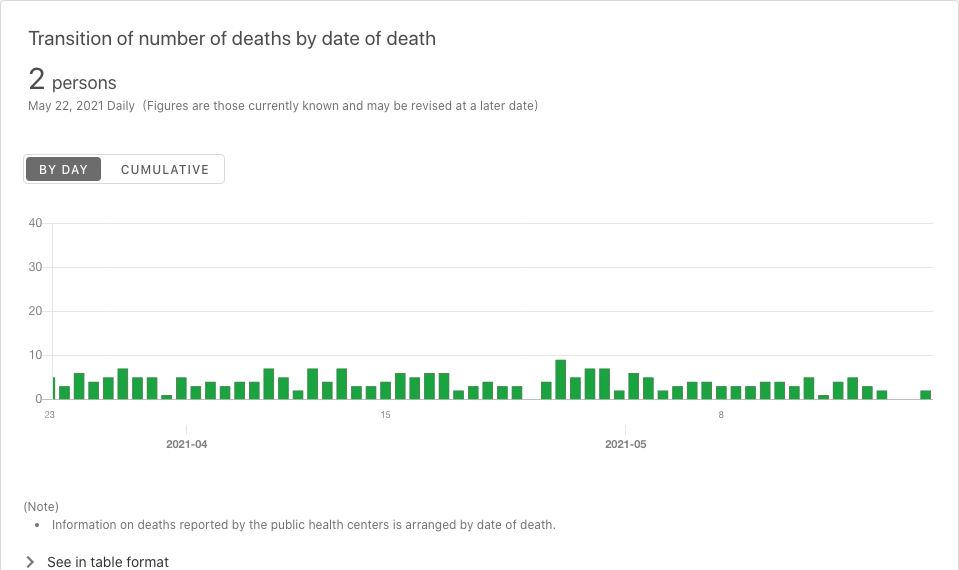 Transition of number of deaths by date of death
2 persons
May 22, 2021 Daily (Figures are those currently known and may be revised at a later date)
BY DAY CUMULATIVE
40
30
20
10
0
23 15 8
2021-04 2021-05
(Note)
• Information on deaths reported by the public health centers is arranged by date of death.
See in table format